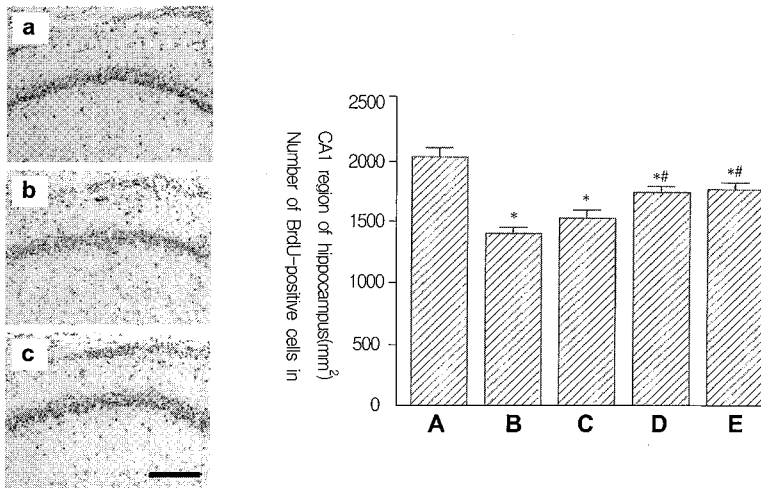 a
b
c
CA1 region of hippocampus(mm²)
Number of BrdU-positive cells in
2500
2000
1500
1000
500
0
*
*
*#
*#
A B C D E